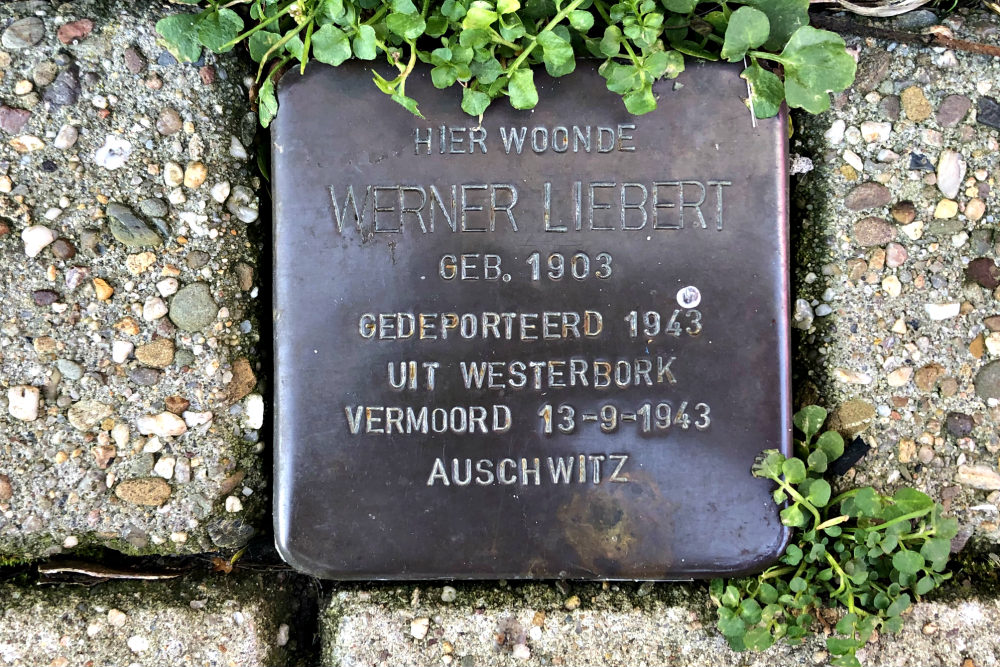 HIER WOONDE
WERNER LIEBERT
GEB. 1903
GEDEPORTEERD 1943
UIT WESTERBORK
VERMOORD 13-9-1943
AUSCHWITZ